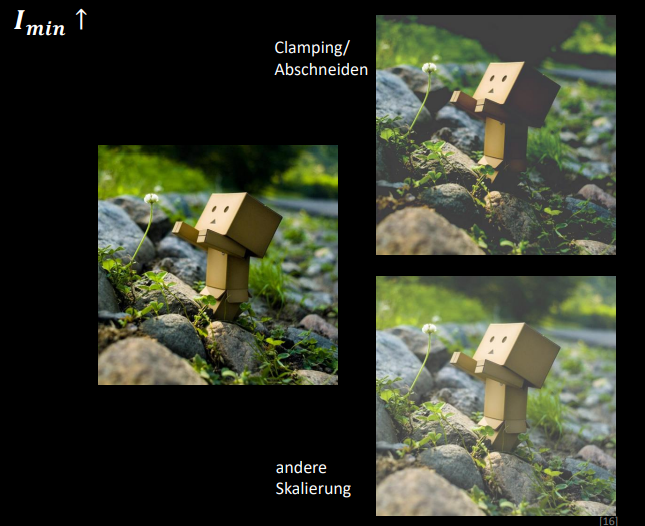 I_min ↑
Clamping/
Abschneiden
andere
Skalierung
[16]